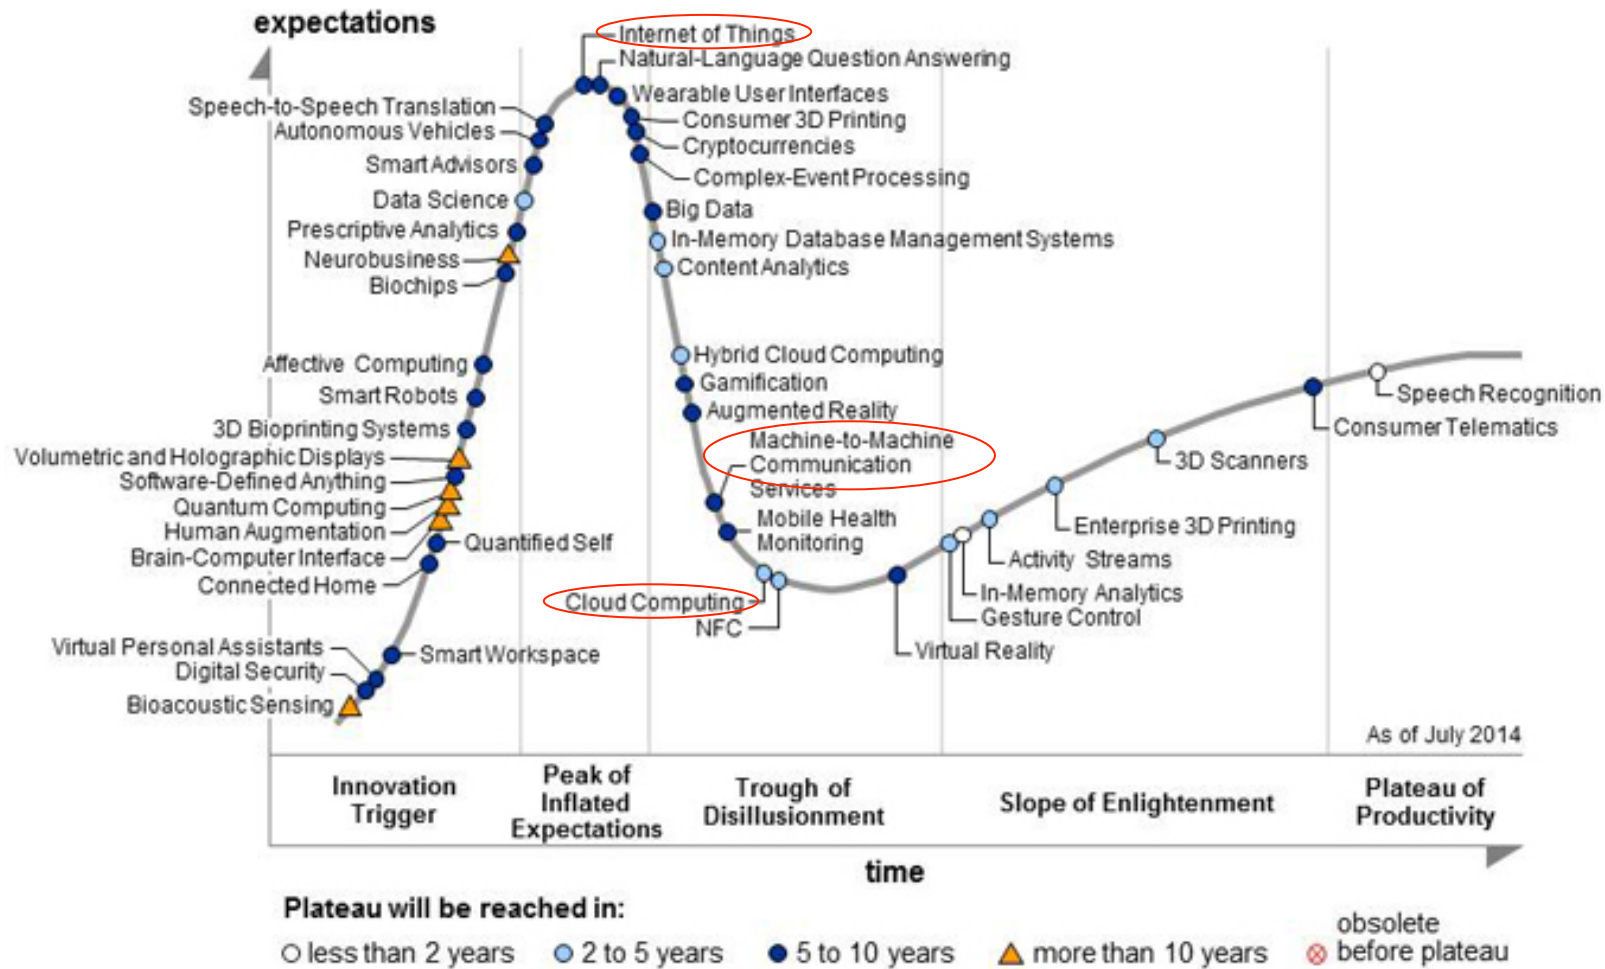 expectations
Internet of Things
Natural-Language Question Answering
Wearable User Interfaces
Consumer 3D Printing
Cryptocurrencies
Complex-Event Processing
Speech-to-Speech Translation
Autonomous Vehicles
Smart Advisors
Data Science
Prescriptive Analytics
Neurobusiness
Biochips
Big Data
In-Memory Database Management Systems
Content Analytics
Affective Computing
Smart Robots
3D Bioprinting Systems
Volumetric and Holographic Displays
Software-Defined Anything
Quantum Computing
Human Augmentation
Brain-Computer Interface
Connected Home
Quantified Self
Hybrid Cloud Computing
Gamification
Augmented Reality
Machine-to-Machine
Communication
Services
Mobile Health
Monitoring
Cloud Computing
NFC
Virtual Personal Assistants
Digital Security
Bioacoustic Sensing
Smart Workspace
Speech Recognition
Consumer Telematics
3D Scanners
Enterprise 3D Printing
Activity Streams
In-Memory Analytics
Gesture Control
Virtual Reality
As of July 2014
Innovation
Trigger
Peak of
Inflated
Expectations
Trough of
Disillusionment
Slope of Enlightenment
Plateau of
Productivity
time
Plateau will be reached in:
less than 2 years
2 to 5 years
5 to 10 years
more than 10 years
obsolete
before plateau